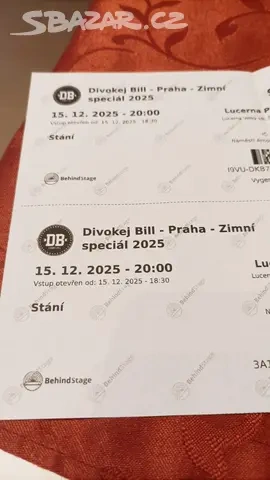 SBAZAR.CZ
DB
Divokej Bill - Praha - Zimní
speciál 2025
15. 12. 2025 - 20:00
Vstup otevřen od: 15. 12. 2025 - 18:30
Lucerna
Stání
BehindStage
DB
Divokej Bill - Praha - Zimní
speciál 2025
15. 12. 2025 - 20:00
Vstup otevřen od: 15. 12. 2025 - 18:30
Stání
BehindStage